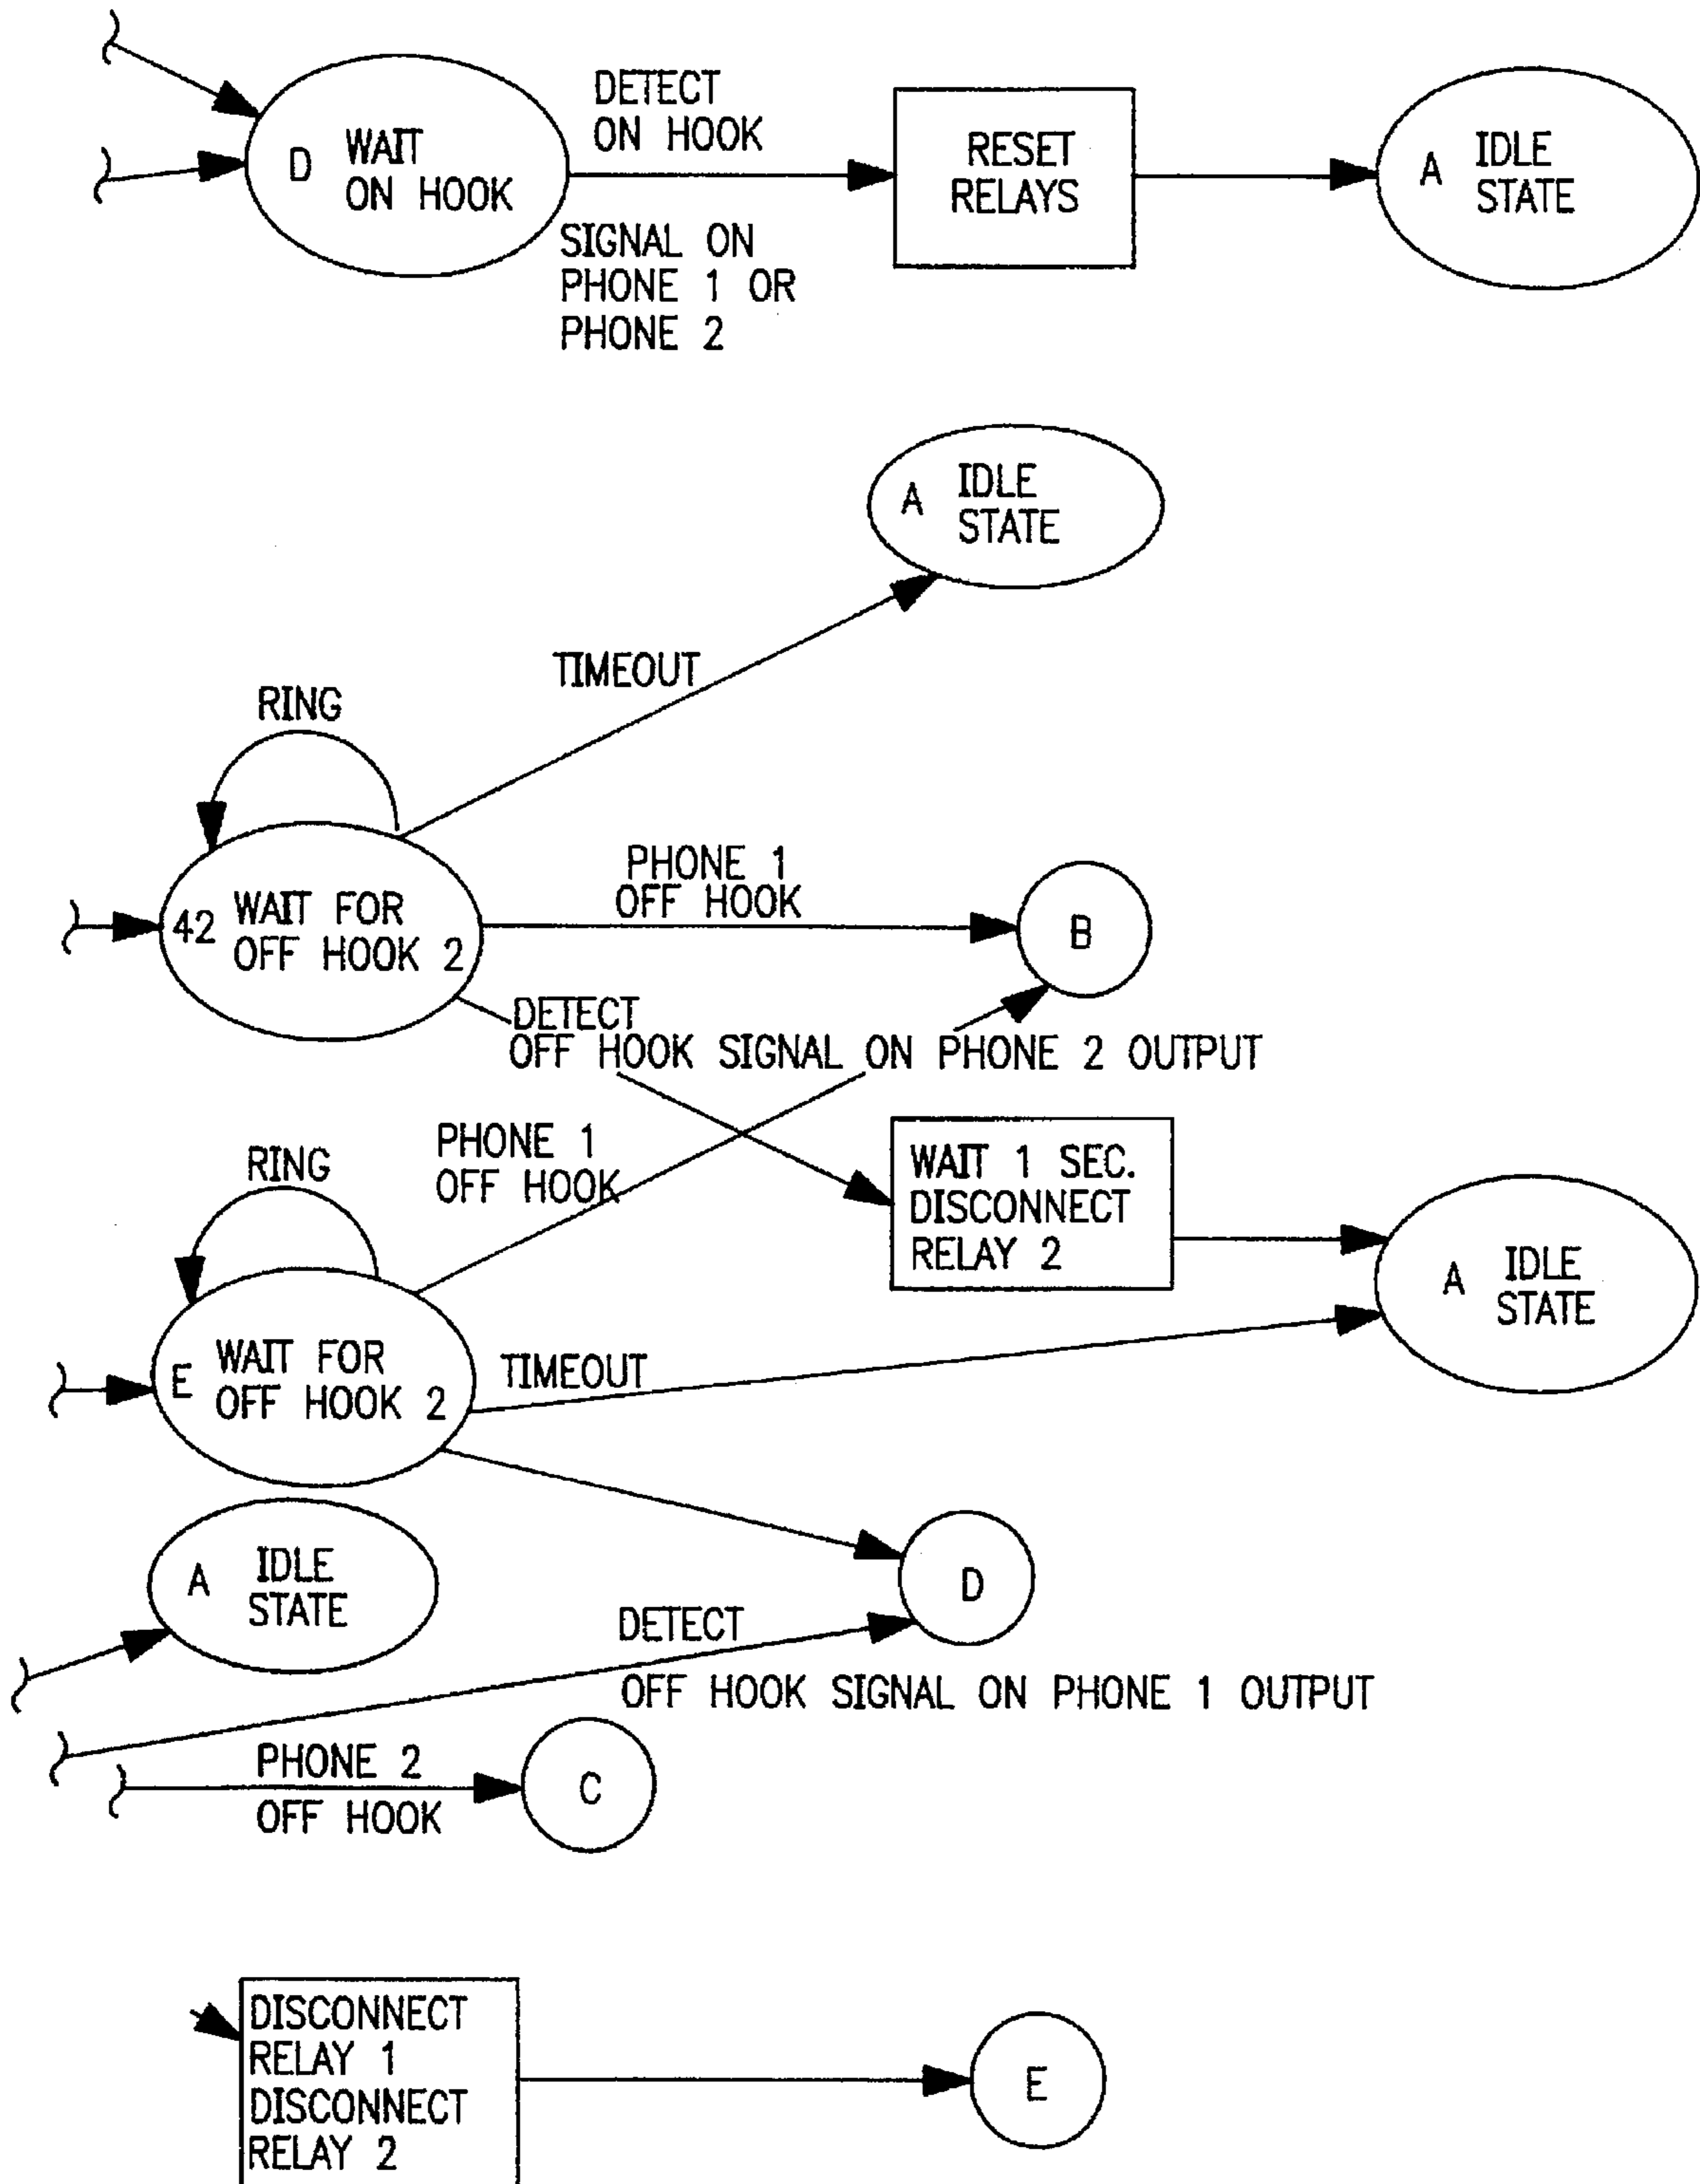 DETECT
ON HOOK
D WAIT
ON HOOK
SIGNAL ON
PHONE 1 OR
PHONE 2
RESET
RELAYS
A IDLE
STATE
A IDLE
STATE
TIMEOUT
RING
42 WAIT FOR
OFF HOOK 2
PHONE 1
OFF HOOK
B
DETECT
OFF HOOK SIGNAL ON PHONE 2 OUTPUT
PHONE 1
OFF HOOK
RING
WAIT 1 SEC.
DISCONNECT
RELAY 2
A IDLE
STATE
E WAIT FOR
OFF HOOK 2
TIMEOUT
A IDLE
STATE
D
DETECT
OFF HOOK SIGNAL ON PHONE 1 OUTPUT
PHONE 2
OFF HOOK
C
DISCONNECT
RELAY 1
DISCONNECT
RELAY 2
E